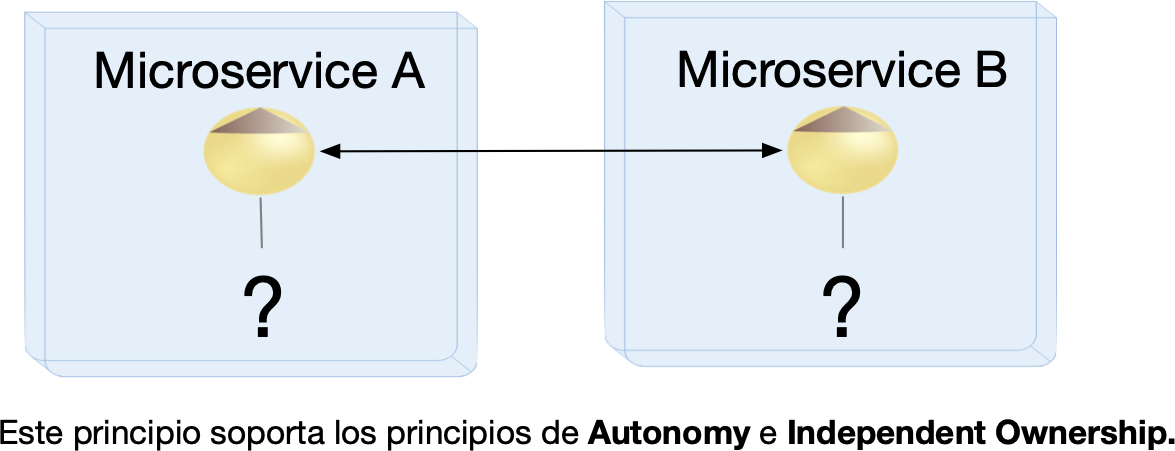 Microservice A
Microservice B
?
?
Este principio soporta los principios de Autonomy e Independent Ownership.